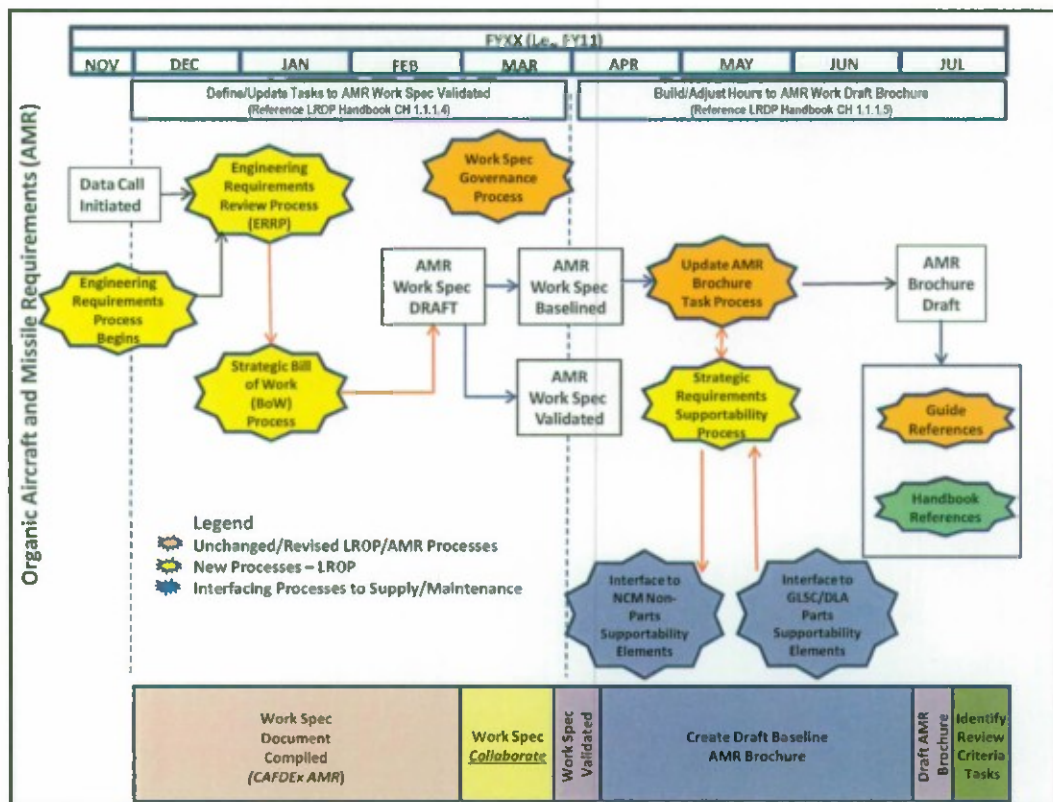 FYXX (i.e., FY11)
NOV
DEC
JAN
FEB
MAR
APR
MAY
JUN
JUL
Define/Update Tasks to AMR Work Spec Validated
(Reference LRDP Handbook CH 1.1.1.4)
Build/Adjust Hours to AMR Work Draft Brochure
(Reference LRDP Handbook CH 1.1.1.5)
Organic Aircraft and Missile Requirements (AMR)
Data Call
Initiated
Engineering
Requirements
Review Process
(ERRP)
Work Spec
Governance
Process
Engineering
Requirements
Process
Begins
AMR
Work Spec
DRAFT
AMR
Work Spec
Baselined
Update AMR
Brochure
Task Process
AMR
Brochure
Draft
Strategic Bill
of Work
(BoW)
Process
AMR
Work Spec
Validated
Strategic
Requirements
Supportability
Process
Guide
References
Handbook
References
Legend
Unchanged/Revised LROP/AMR Processes
New Processes – LROP
Interfacing Processes to Supply/Maintenance
Interface to
NCM Non-
Parts
Supportability
Elements
Interface to
GLSC/DLA
Parts
Supportability
Elements
Work Spec
Document
Compiled
(CAFDEx AMR)
Work Spec
Collaborate
Work Spec
Validated
Create Draft Baseline
AMR Brochure
Draft AMR
Brochure
Identify
Review
Criteria
Tasks